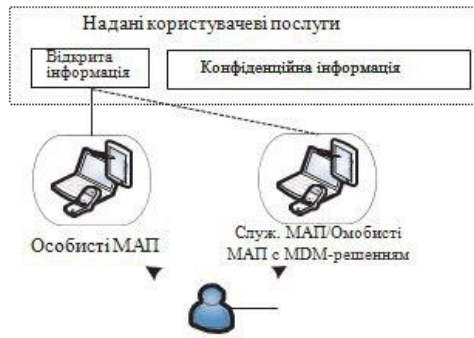 Надані користувачеві послуги
Відкрита
інформація
Конфіденційна інформація
Особисті МАП
Служ. МАП/Омобисті
МАП с MDM-решенням